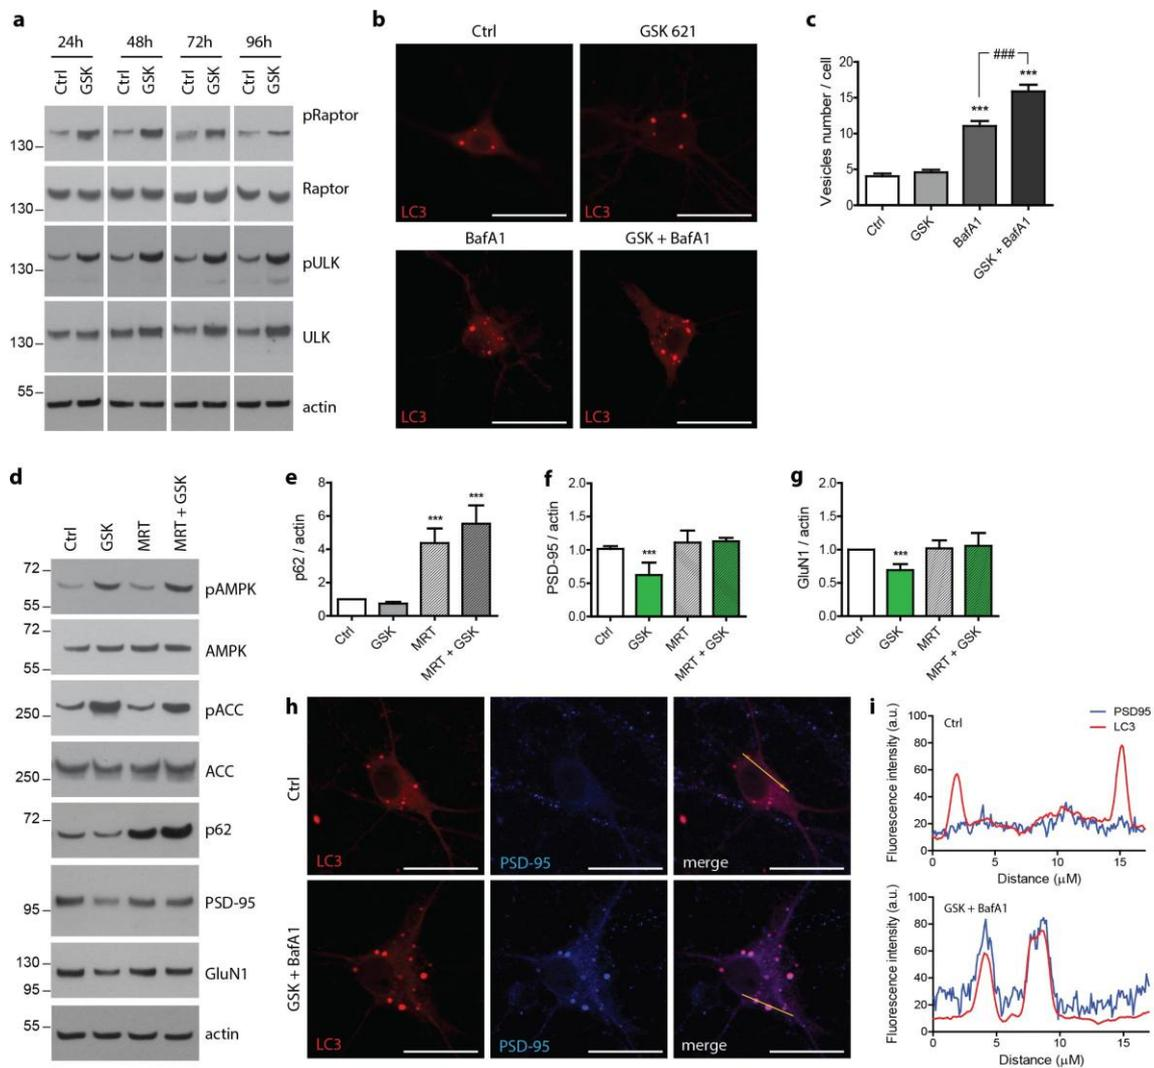 a
24h 48h 72h 96h
Ctrl GSK Ctrl GSK Ctrl GSK Ctrl GSK
pRaptor
130
Raptor
130
pULK
130
ULK
130
55
actin
b
Ctrl
GSK 621
LC3
LC3
BafA1
GSK + BafA1
LC3
LC3
c
Vesicles number / cell
20
15
10
5
0
###
***
***
Ctrl
GSK
BafA1
GSK + BafA1
d
Ctrl
GSK
MRT
MRT + GSK
72
pAMPK
55
72
AMPK
55
pACC
250
ACC
250
72
p62
PSD-95
95
130
GluN1
95
55
actin
e
p62 / actin
8
6
4
2
0
***
***
Ctrl
GSK
MRT
MRT + GSK
f
PSD-95 / actin
2.0
1.5
1.0
0.5
0.0
***
Ctrl
GSK
MRT
MRT + GSK
g
GluN1 / actin
2.0
1.5
1.0
0.5
0.0
***
Ctrl
GSK
MRT
MRT + GSK
h
Ctrl
LC3
PSD-95
merge
GSK + BafA1
LC3
PSD-95
merge
i
Fluorescence intensity (a.u.)
100
80
60
40
20
0
Ctrl
PSD95
LC3
0 5 10 15
Distance (μM)
Fluorescence intensity (a.u.)
100
80
60
40
20
0
GSK + BafA1
0 5 10 15
Distance (μM)